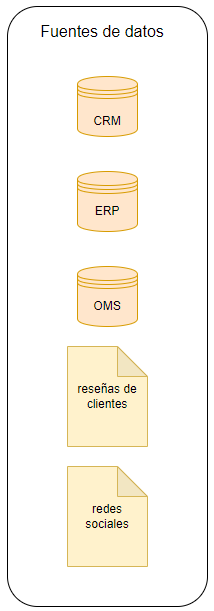 Fuentes de datos
CRM
ERP
OMS
reseñas de
clientes
redes
sociales